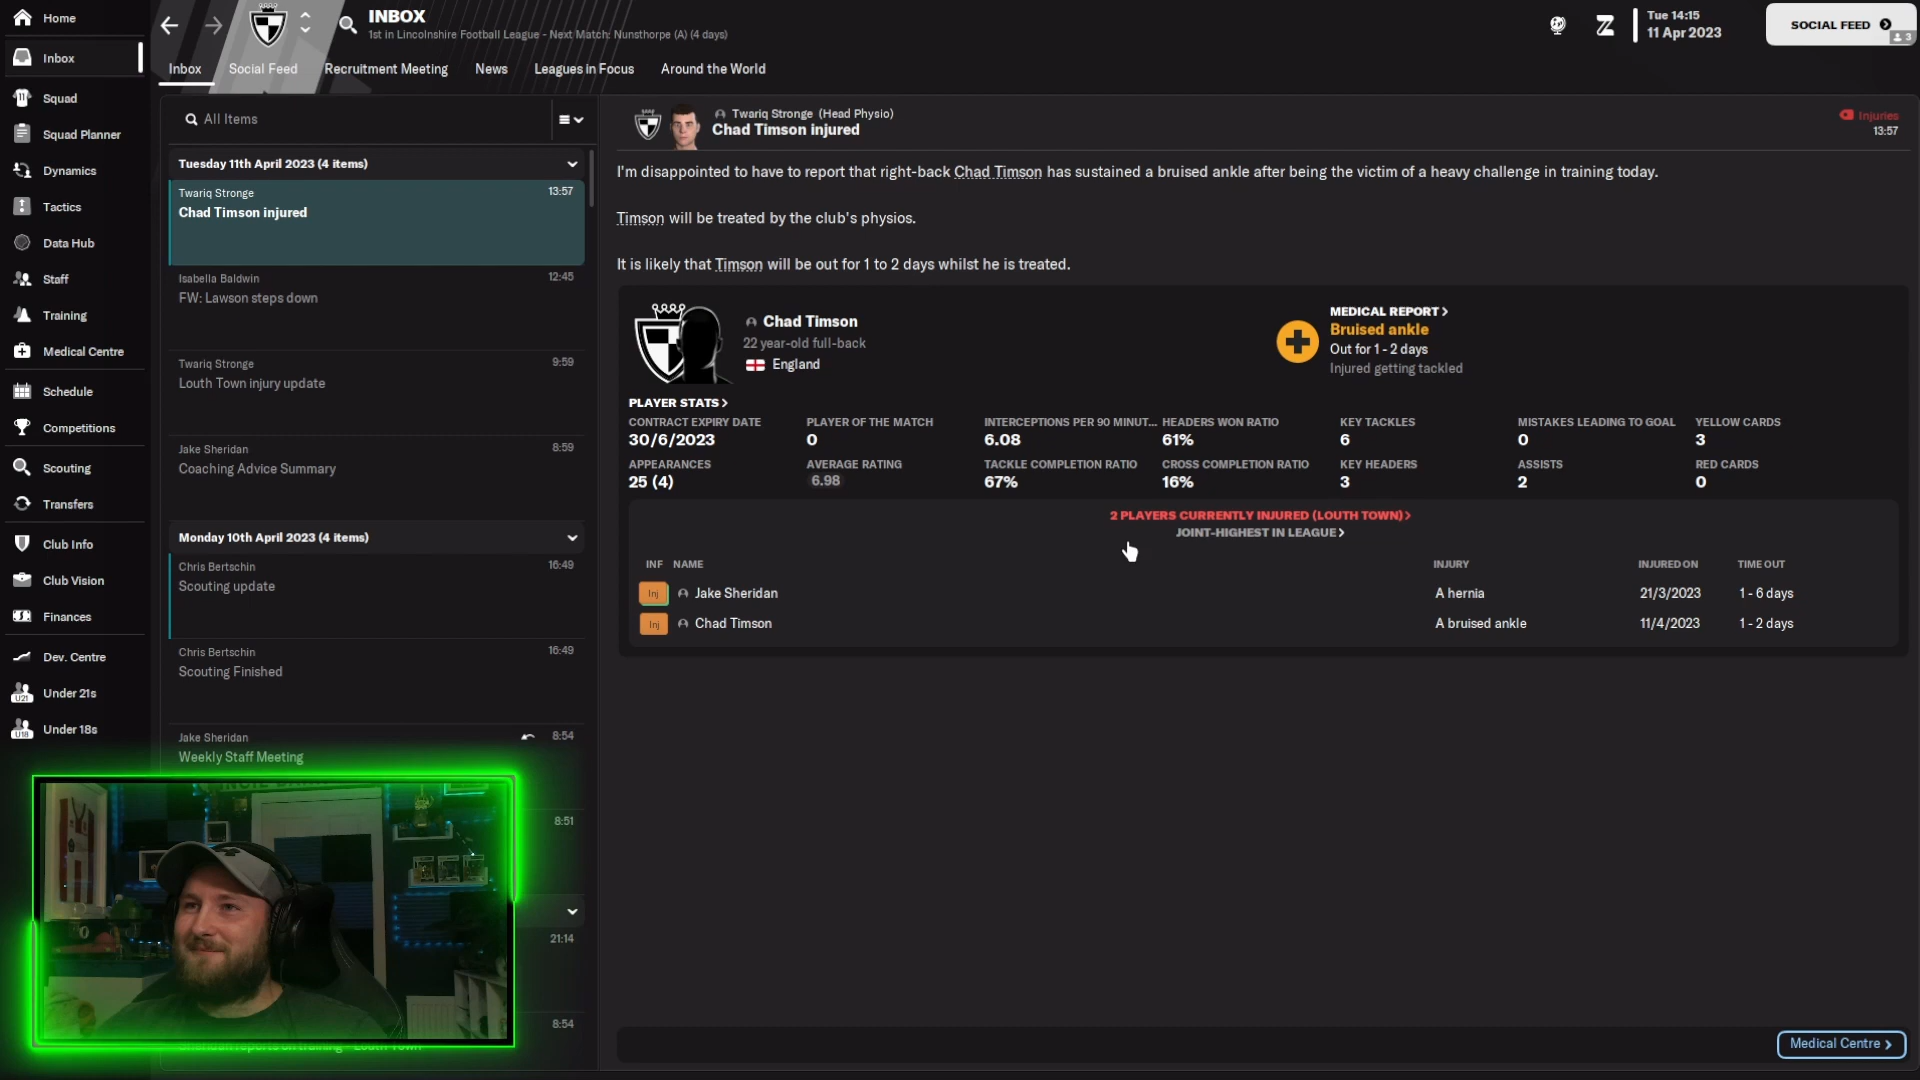 Home
Inbox
Squad
Squad Planner
Dynamics
Tactics
Data Hub
Staff
Training
Medical Centre
Schedule
Competitions
Scouting
Transfers
Club Info
Club Vision
Finances
Dev. Centre
U21
Under 21s
U18
Under 18s
INBOX
1st in Lincolnshire Football League - Next Match: Nunsthorpe (A) (4 days)
Tue 14:15
11 Apr 2023
SOCIAL FEED
3
Inbox
Social Feed
Recruitment Meeting
News
Leagues in Focus
Around the World
All Items
Tuesday 11th April 2023 (4 items)
Twariq Stronge 13:57
Chad Timson injured
Isabella Baldwin 12:45
FW: Lawson steps down
Twariq Stronge 9:59
Louth Town injury update
Jake Sheridan 8:59
Coaching Advice Summary
Monday 10th April 2023 (4 items)
Chris Bertschin 16:49
Scouting update
Chris Bertschin 16:49
Scouting Finished
Jake Sheridan 8:54
Weekly Staff Meeting
8:51
21:14
8:54
Twariq Stronge (Head Physio)
Chad Timson injured
Injuries
13:57
I'm disappointed to have to report that right-back Chad Timson has sustained a bruised ankle after being the victim of a heavy challenge in training today.
Timson will be treated by the club's physios.
It is likely that Timson will be out for 1 to 2 days whilst he is treated.
Chad Timson
22 year-old full-back
England
MEDICAL REPORT >
Bruised ankle
Out for 1 - 2 days
Injured getting tackled
PLAYER STATS >
CONTRACT EXPIRY DATE PLAYER OF THE MATCH INTERCEPTIONS PER 90 MINUT... HEADERS WON RATIO KEY TACKLES MISTAKES LEADING TO GOAL YELLOW CARDS
30/6/2023 0 6.08 61% 6 0 3
APPEARANCES AVERAGE RATING TACKLE COMPLETION RATIO CROSS COMPLETION RATIO KEY HEADERS ASSISTS RED CARDS
25 (4) 6.98 67% 16% 3 2 0
2 PLAYERS CURRENTLY INJURED (LOUTH TOWN) >
JOINT-HIGHEST IN LEAGUE >
INF NAME INJURY INJURED ON TIME OUT
Inj Jake Sheridan A hernia 21/3/2023 1 - 6 days
Inj Chad Timson A bruised ankle 11/4/2023 1 - 2 days
Medical Centre >